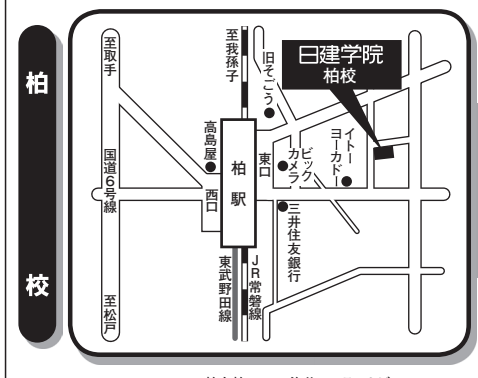 柏校
至取手
国道6号線
至松戸
至我孫子
旧そごう
日建学院
柏校
高島屋
西口
柏駅
東口
ビック
カメラ
イトー
ヨーカドー
三井住友銀行
東武野田線
JR常磐線